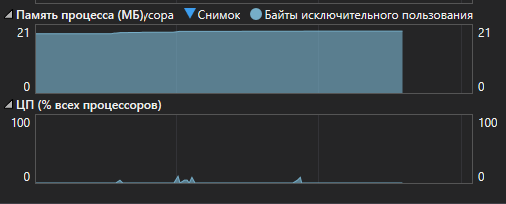 Память процесса (МБ)/сора Снимок Байты исключительного пользования
21 21
0 0
ЦП (% всех процессоров)
100 100
0 0